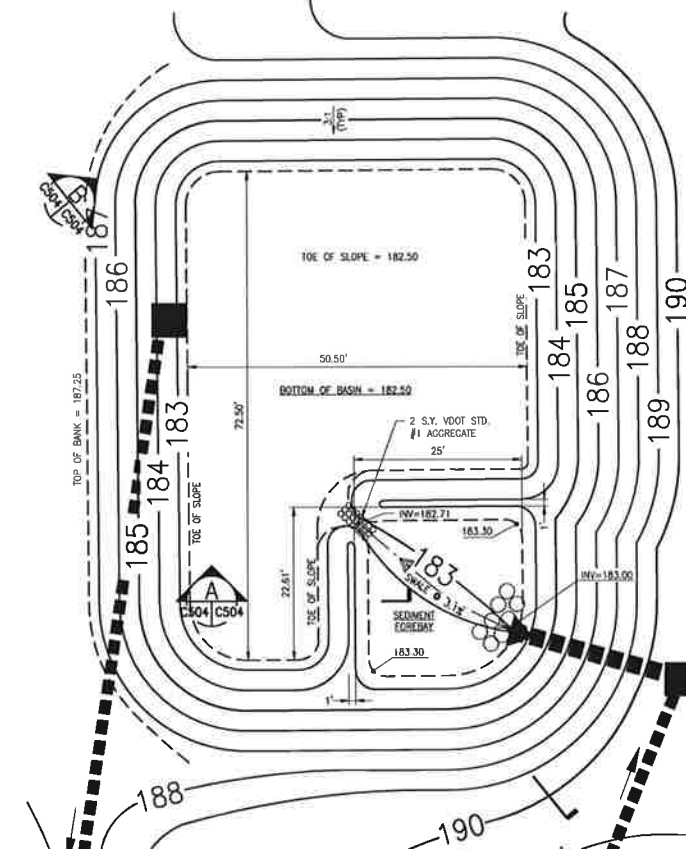 3:1
(TYP)
B
C504 C504
187
186
TOE OF SLOPE = 182.50
183
187
190
185
184
188
186
189
TOE OF SLOPE
50.50'
72.50'
BOTTOM OF BASIN = 182.50
TOP OF BANK = 187.25
2 S.Y. VDOT STD.
#1 AGGREGATE
25'
183
184
185
TOE OF SLOPE
INV=182.71
183.30
1'
183
SWALE @ 3.1%
INV=183.00
22.61'
TOE OF SLOPE
A
C504 C504
SEDIMENT
FOREBAY
183.30
1'
188
190